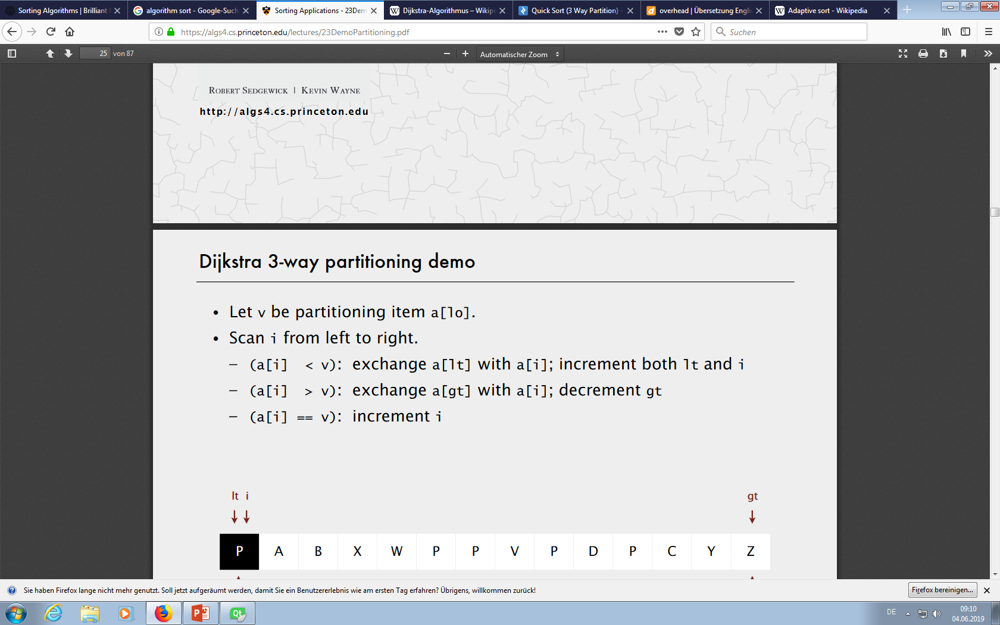 Sorting Algorithms | Brilliant
algorithm sort - Google-Such
Sorting Applications - 23Dem
Dijkstra-Algorithmus – Wikipe
Quick Sort (3 Way Partition) -
overhead | Übersetzung Engli
Adaptive sort - Wikipedia
https://algs4.cs.princeton.edu/lectures/23DemoPartitioning.pdf
Suchen
25 von 87
Automatischer Zoom
ROBERT SEDGEWICK | KEVIN WAYNE
http://algs4.cs.princeton.edu
Dijkstra 3-way partitioning demo
• Let v be partitioning item a[lo].
• Scan i from left to right.
– (a[i] < v): exchange a[lt] with a[i]; increment both lt and i
– (a[i] > v): exchange a[gt] with a[i]; decrement gt
– (a[i] == v): increment i
lt i gt
P A B X W P P V P D P C Y Z
Sie haben Firefox lange nicht mehr genutzt. Soll jetzt aufgeräumt werden, damit Sie ein Benutzererlebnis wie am ersten Tag erfahren? Übrigens, willkommen zurück!
Firefox bereinigen...
DE
09:10
04.06.2019